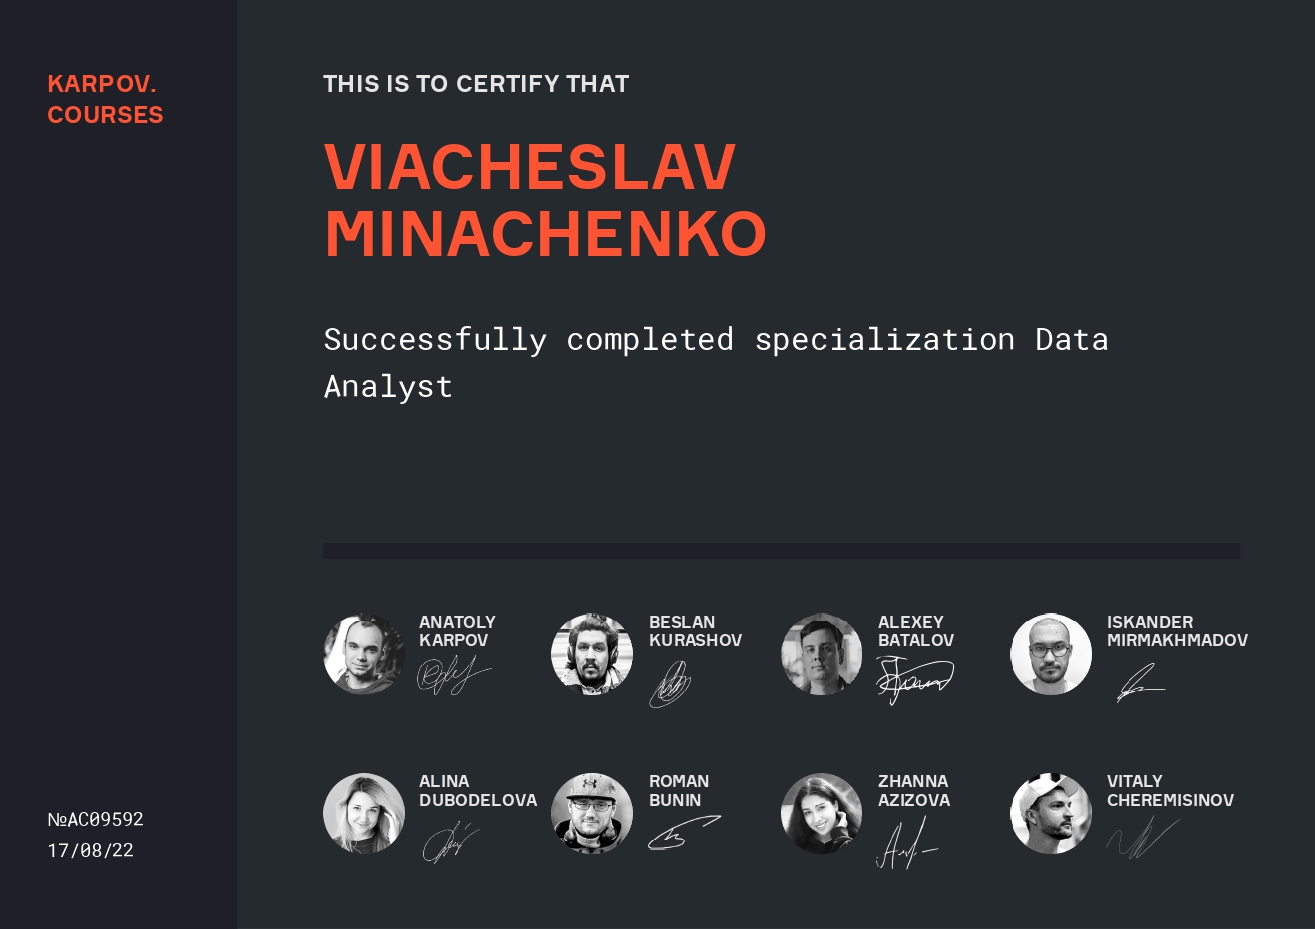 KARPOV.
COURSES
THIS IS TO CERTIFY THAT
VIACHESLAV
MINACHENKO
Successfully completed specialization Data
Analyst
ANATOLY
KARPOV
BESLAN
KURASHOV
ALEXEY
BATALOV
ISKANDER
MIRMAKHMADOV
ALINA
DUBODELOVA
ROMAN
BUNIN
ZHANNA
AZIZOVA
VITALY
CHEREMISINOV
№AC09592
17/08/22